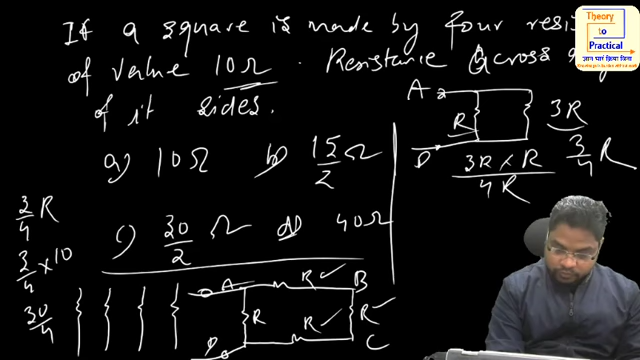 If a square is made by four
of value 10Ω . Resistance Across
of it sides.
a) 10Ω b) 15/2 Ω
c) 30/2 Ω d) 40Ω
3/4 R
3/4 × 10
30/4
A R B
R R R
D C
A
R 3R
D
3R × R / 4R 3/4 R
Theory
to
Practical
ज्ञान पारं क्रिया विना